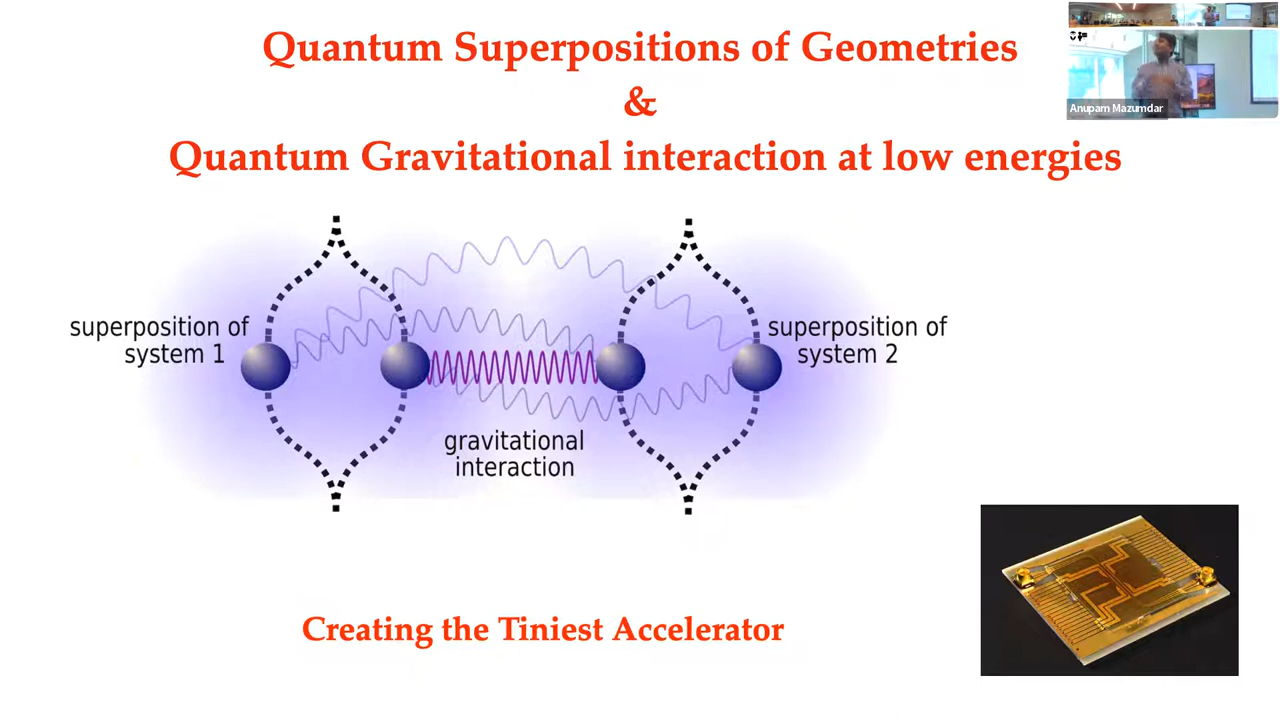 Quantum Superpositions of Geometries
&
Quantum Gravitational interaction at low energies
Anupam Mazumdar
superposition of
system 1
superposition of
system 2
gravitational
interaction
Creating the Tiniest Accelerator